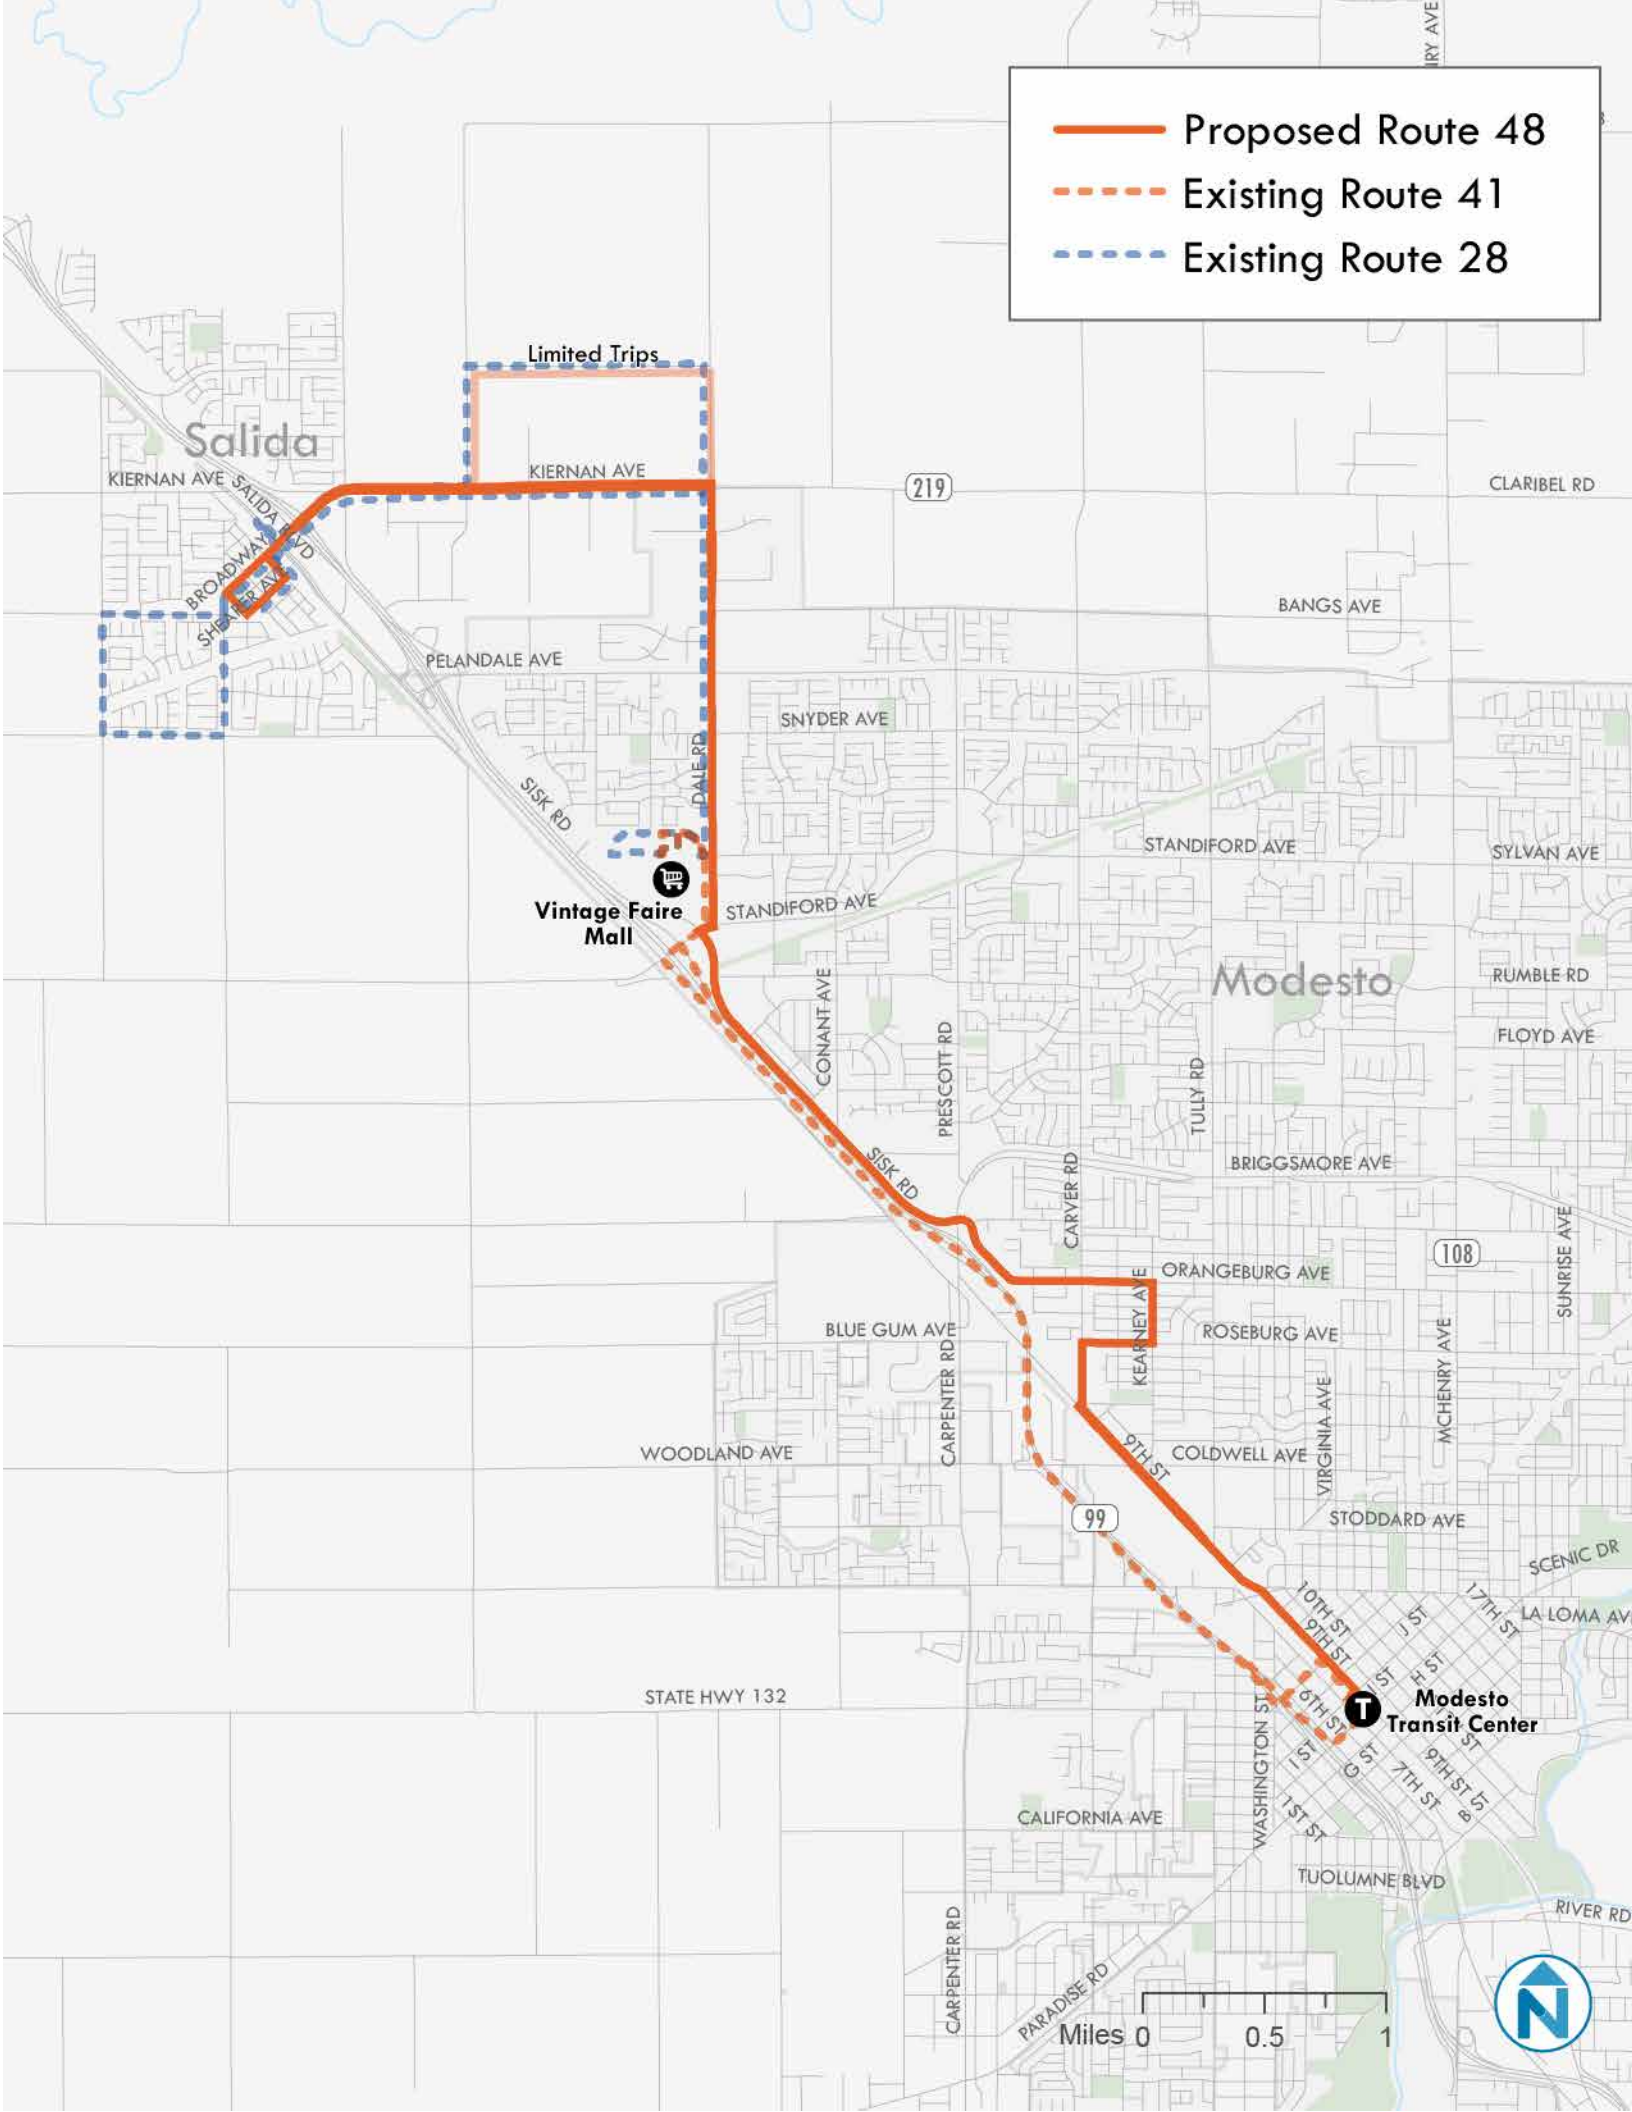 IRY AVE
Proposed Route 48
Existing Route 41
Existing Route 28
Limited Trips
Salida
KIERNAN AVE
KIERNAN AVE
219
CLARIBEL RD
SALIDA BLVD
BROADWAY
SHEARER AVE
BANGS AVE
PELANDALE AVE
SNYDER AVE
DALE RD
SISK RD
STANDIFORD AVE
SYLVAN AVE
Vintage Faire
Mall
STANDIFORD AVE
Modesto
RUMBLE RD
CONANT AVE
PRESCOTT RD
FLOYD AVE
TULLY RD
SISK RD
CARVER RD
BRIGGSMORE AVE
SUNRISE AVE
108
ORANGEBURG AVE
KEARNEY AVE
BLUE GUM AVE
ROSEBURG AVE
CARPENTER RD
VIRGINIA AVE
MCHENRY AVE
WOODLAND AVE
9TH ST
COLDWELL AVE
99
STODDARD AVE
SCENIC DR
10TH ST
9TH ST
J ST
17TH ST
LA LOMA AV
H ST
ST
STATE HWY 132
6TH ST
T
Modesto
Transit Center
ST
WASHINGTON ST
I ST
G ST
7TH ST
9TH ST
B ST
1ST ST
CALIFORNIA AVE
TUOLUMNE BLVD
RIVER RD
CARPENTER RD
PARADISE RD
Miles 0 0.5 1
N